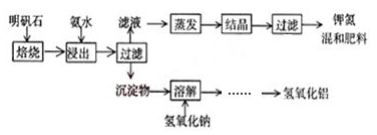 明矾石 氨水 滤液 蒸发 结晶 过滤 钾氮
混和肥料
焙烧 浸出 过滤
沉淀物 溶解 …… 氢氧化铝
氢氧化钠